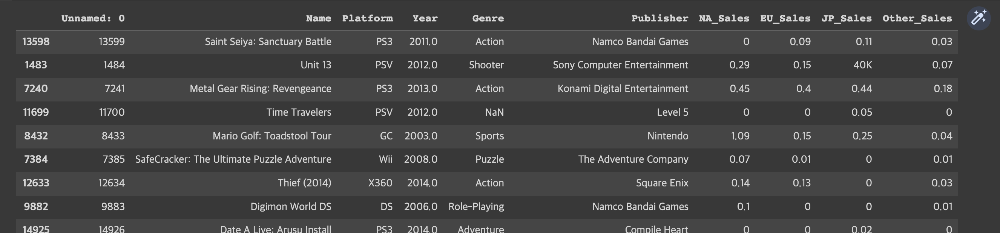 Unnamed: 0 Name Platform Year Genre Publisher NA_Sales EU_Sales JP_Sales Other_Sales
13598 13599 Saint Seiya: Sanctuary Battle PS3 2011.0 Action Namco Bandai Games 0 0.09 0.11 0.03
1483 1484 Unit 13 PSV 2012.0 Shooter Sony Computer Entertainment 0.29 0.15 40K 0.07
7240 7241 Metal Gear Rising: Revengeance PS3 2013.0 Action Konami Digital Entertainment 0.45 0.4 0.44 0.18
11699 11700 Time Travelers PSV 2012.0 NaN Level 5 0 0 0.05 0
8432 8433 Mario Golf: Toadstool Tour GC 2003.0 Sports Nintendo 1.09 0.15 0.25 0.04
7384 7385 SafeCracker: The Ultimate Puzzle Adventure Wii 2008.0 Puzzle The Adventure Company 0.07 0.01 0 0.01
12633 12634 Thief (2014) X360 2014.0 Action Square Enix 0.14 0.13 0 0.03
9882 9883 Digimon World DS DS 2006.0 Role-Playing Namco Bandai Games 0.1 0 0 0.01
14925 14926 Date A Live: Arusu Install PS3 2014.0 Adventure Compile Heart 0 0 0.02 0